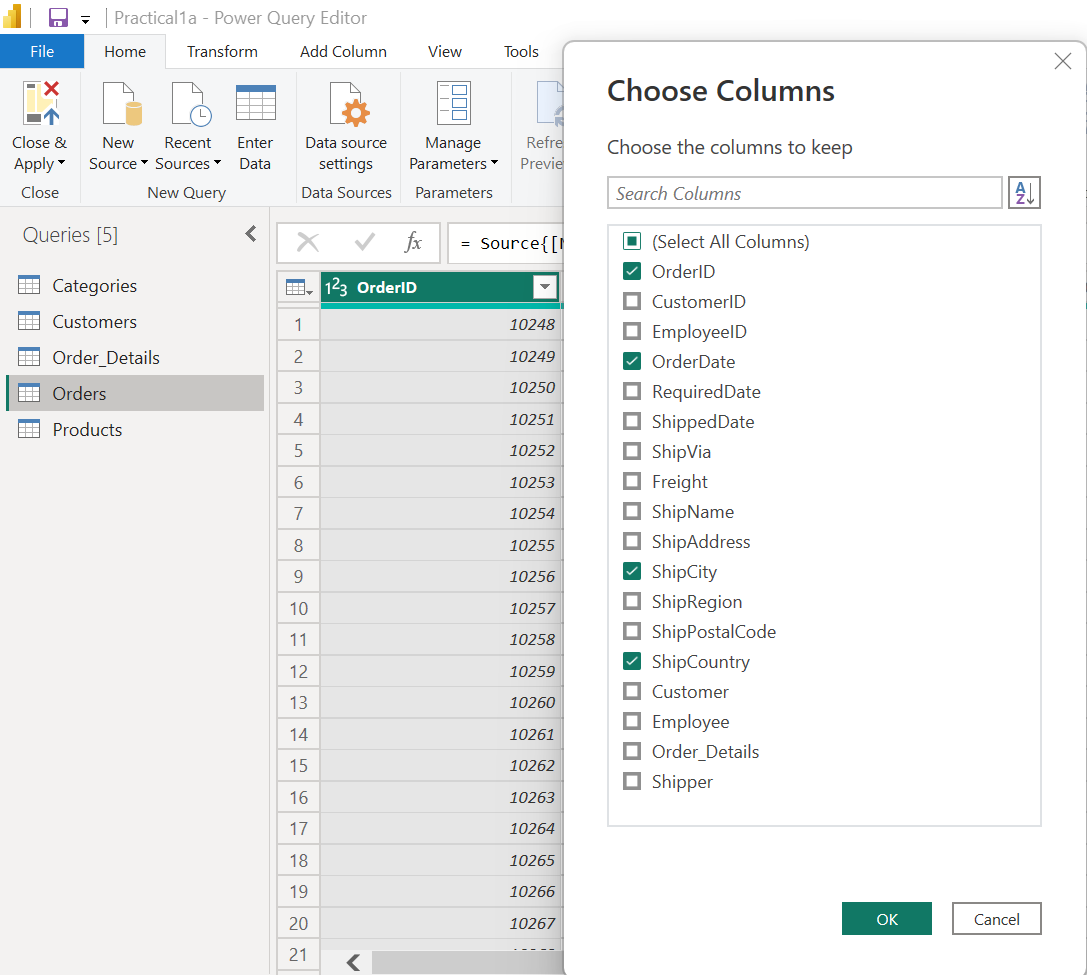 Practical1a - Power Query Editor
File Home Transform Add Column View Tools
Close & Apply
New Source
Recent Sources
Enter Data
Data source settings
Manage Parameters
Close
New Query
Data Sources
Parameters
Queries [5]
Categories
Customers
Order_Details
Orders
Products
fx
= Source{[
1²3 OrderID
1 10248
2 10249
3 10250
4 10251
5 10252
6 10253
7 10254
8 10255
9 10256
10 10257
11 10258
12 10259
13 10260
14 10261
15 10262
16 10263
17 10264
18 10265
19 10266
20 10267
21
Choose Columns
Choose the columns to keep
Search Columns
AZ
(Select All Columns)
OrderID
CustomerID
EmployeeID
OrderDate
RequiredDate
ShippedDate
ShipVia
Freight
ShipName
ShipAddress
ShipCity
ShipRegion
ShipPostalCode
ShipCountry
Customer
Employee
Order_Details
Shipper
OK
Cancel